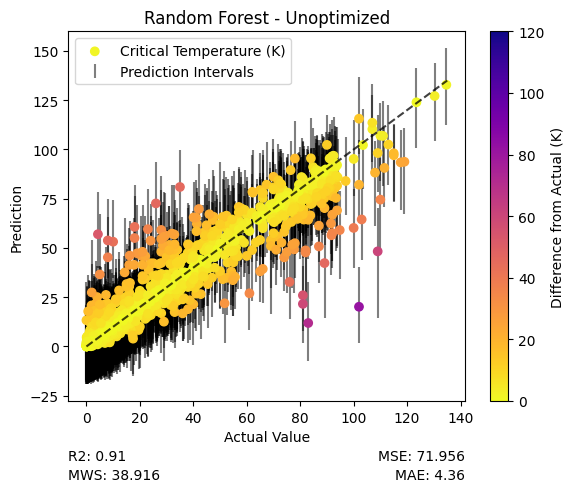 Random Forest - Unoptimized
Critical Temperature (K)
Prediction Intervals
150
125
100
75
50
25
0
−25
Prediction
0
20
40
60
80
100
120
140
Actual Value
120
100
80
60
40
20
0
Difference from Actual (K)
R2: 0.91
MSE: 71.956
MWS: 38.916
MAE: 4.36